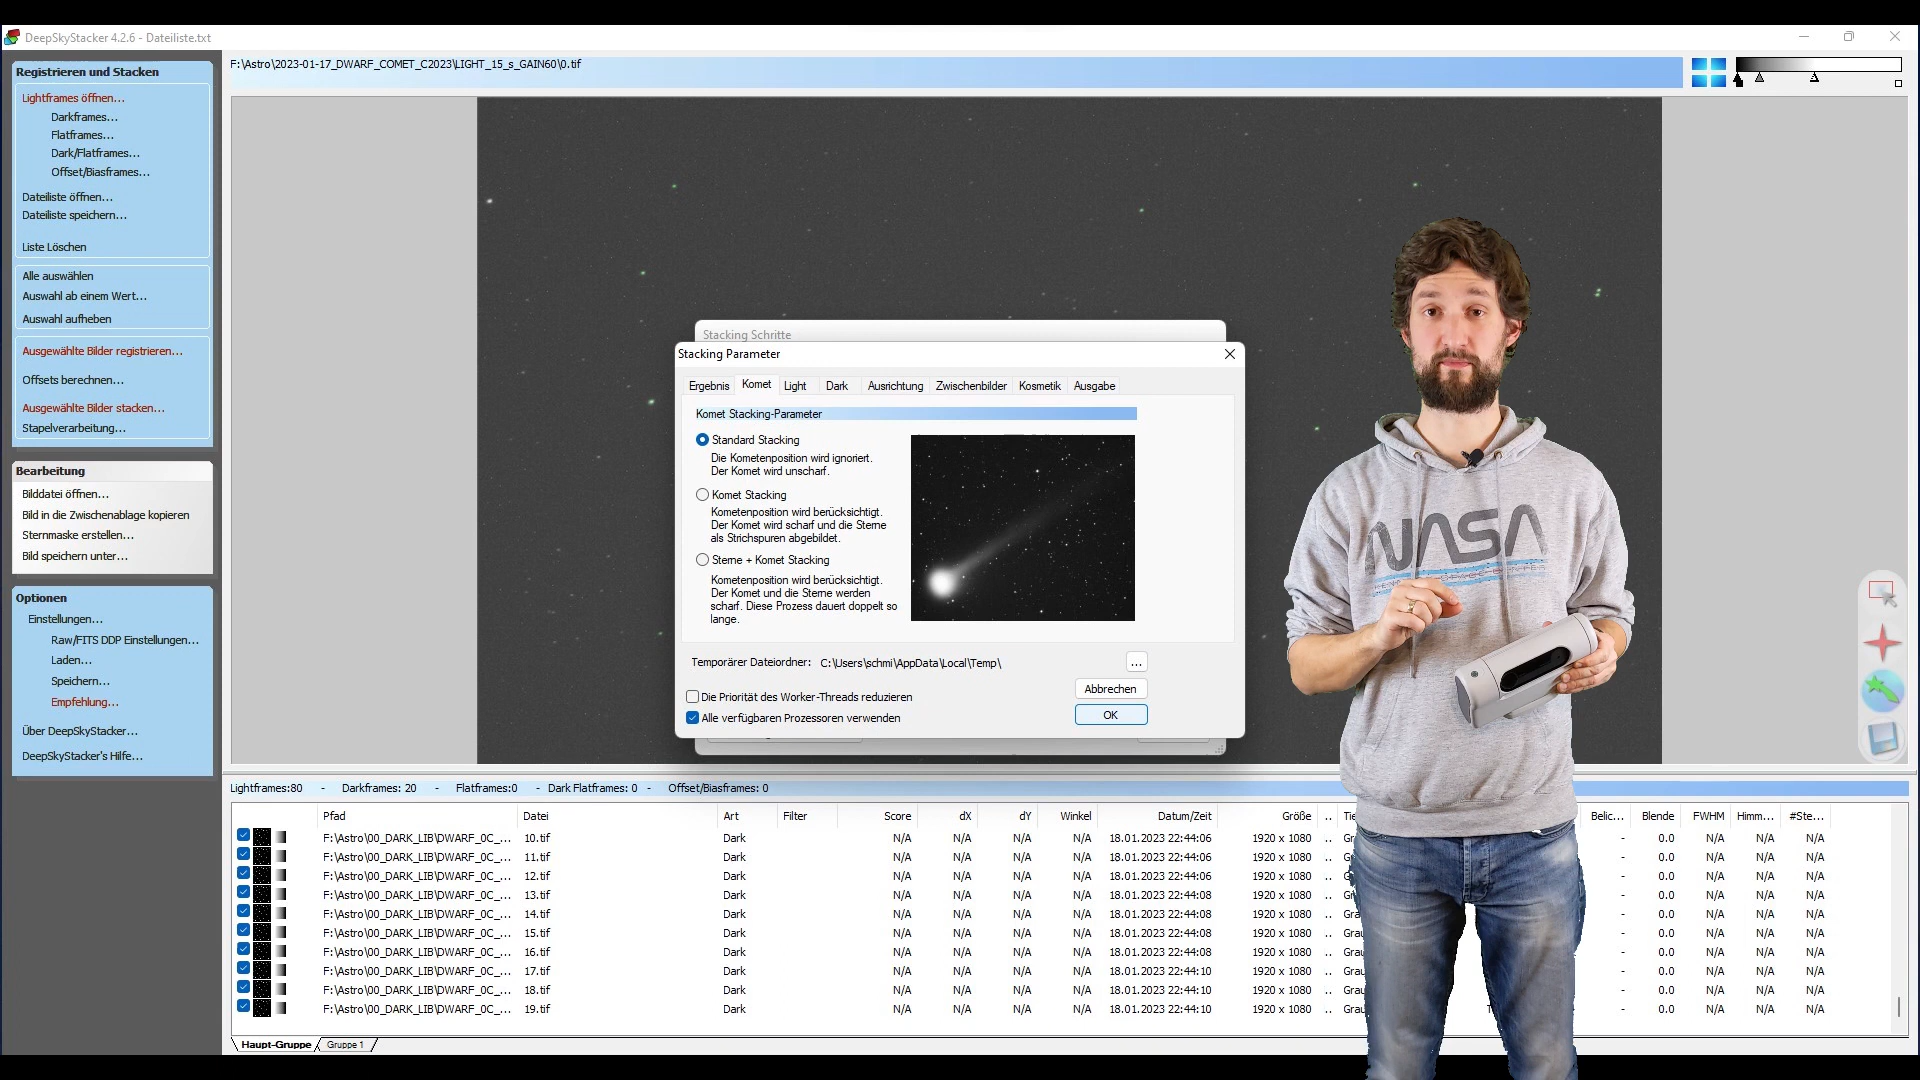 DeepSkyStacker 4.2.6 - Dateiliste.txt
Registrieren und Stacken
Lightframes öffnen...
Darkframes...
Flatframes...
Dark/Flatframes...
Offset/Biasframes...
Dateiliste öffnen...
Dateiliste speichern...
Liste Löschen
Alle auswählen
Auswahl ab einem Wert...
Auswahl aufheben
Ausgewählte Bilder registrieren...
Offsets berechnen...
Ausgewählte Bilder stacken...
Stapelverarbeitung...
Bearbeitung
Bilddatei öffnen...
Bild in die Zwischenablage kopieren
Sternmaske erstellen...
Bild speichern unter...
Optionen
Einstellungen...
Raw/FITS DDP Einstellungen...
Laden...
Speichern...
Empfehlung...
Über DeepSkyStacker...
DeepSkyStacker's Hilfe...
F:\Astro\2023-01-17_DWARF_COMET_C2023\LIGHT_15_s_GAIN60\0.tif
Stacking Schritte
Stacking Parameter
Ergebnis Komet Light Dark Ausrichtung Zwischenbilder Kosmetik Ausgabe
Komet Stacking-Parameter
Standard Stacking
Die Kometenposition wird ignoriert.
Der Komet wird unscharf.
Komet Stacking
Kometenposition wird berücksichtigt.
Der Komet wird scharf und die Sterne
als Strichspuren abgebildet.
Sterne + Komet Stacking
Kometenposition wird berücksichtigt.
Der Komet und die Sterne werden
scharf. Diese Prozess dauert doppelt so
lange.
Temporärer Dateiordner: C:\Users\schmi\AppData\Local\Temp\ ...
Die Priorität des Worker-Threads reduzieren
Alle verfügbaren Prozessoren verwenden
Abbrechen
OK
NASA
Lightframes:80 - Darkframes: 20 - Flatframes:0 - Dark Flatframes: 0 - Offset/Biasframes: 0
Pfad Datei Art Filter Score dX dY Winkel Datum/Zeit Größe .. Belic... Blende FWHM Himm... #Ste...
F:\Astro\00_DARK_LIB\DWARF_0C_... 10.tif Dark N/A N/A N/A N/A 18.01.2023 22:44:06 1920 x 1080 .. - 0.0 N/A N/A N/A
F:\Astro\00_DARK_LIB\DWARF_0C_... 11.tif Dark N/A N/A N/A N/A 18.01.2023 22:44:06 1920 x 1080 .. - 0.0 N/A N/A N/A
F:\Astro\00_DARK_LIB\DWARF_0C_... 12.tif Dark N/A N/A N/A N/A 18.01.2023 22:44:06 1920 x 1080 .. - 0.0 N/A N/A N/A
F:\Astro\00_DARK_LIB\DWARF_0C_... 13.tif Dark N/A N/A N/A N/A 18.01.2023 22:44:08 1920 x 1080 .. - 0.0 N/A N/A N/A
F:\Astro\00_DARK_LIB\DWARF_0C_... 14.tif Dark N/A N/A N/A N/A 18.01.2023 22:44:08 1920 x 1080 .. - 0.0 N/A N/A N/A
F:\Astro\00_DARK_LIB\DWARF_0C_... 15.tif Dark N/A N/A N/A N/A 18.01.2023 22:44:08 1920 x 1080 .. Grau - 0.0 N/A N/A N/A
F:\Astro\00_DARK_LIB\DWARF_0C_... 16.tif Dark N/A N/A N/A N/A 18.01.2023 22:44:08 1920 x 1080 .. Grau - 0.0 N/A N/A N/A
F:\Astro\00_DARK_LIB\DWARF_0C_... 17.tif Dark N/A N/A N/A N/A 18.01.2023 22:44:10 1920 x 1080 .. Grau - 0.0 N/A N/A N/A
F:\Astro\00_DARK_LIB\DWARF_0C_... 18.tif Dark N/A N/A N/A N/A 18.01.2023 22:44:10 1920 x 1080 .. Grau - 0.0 N/A N/A N/A
F:\Astro\00_DARK_LIB\DWARF_0C_... 19.tif Dark N/A N/A N/A N/A 18.01.2023 22:44:10 1920 x 1080 .. Grau - 0.0 N/A N/A N/A
Haupt-Gruppe Gruppe 1